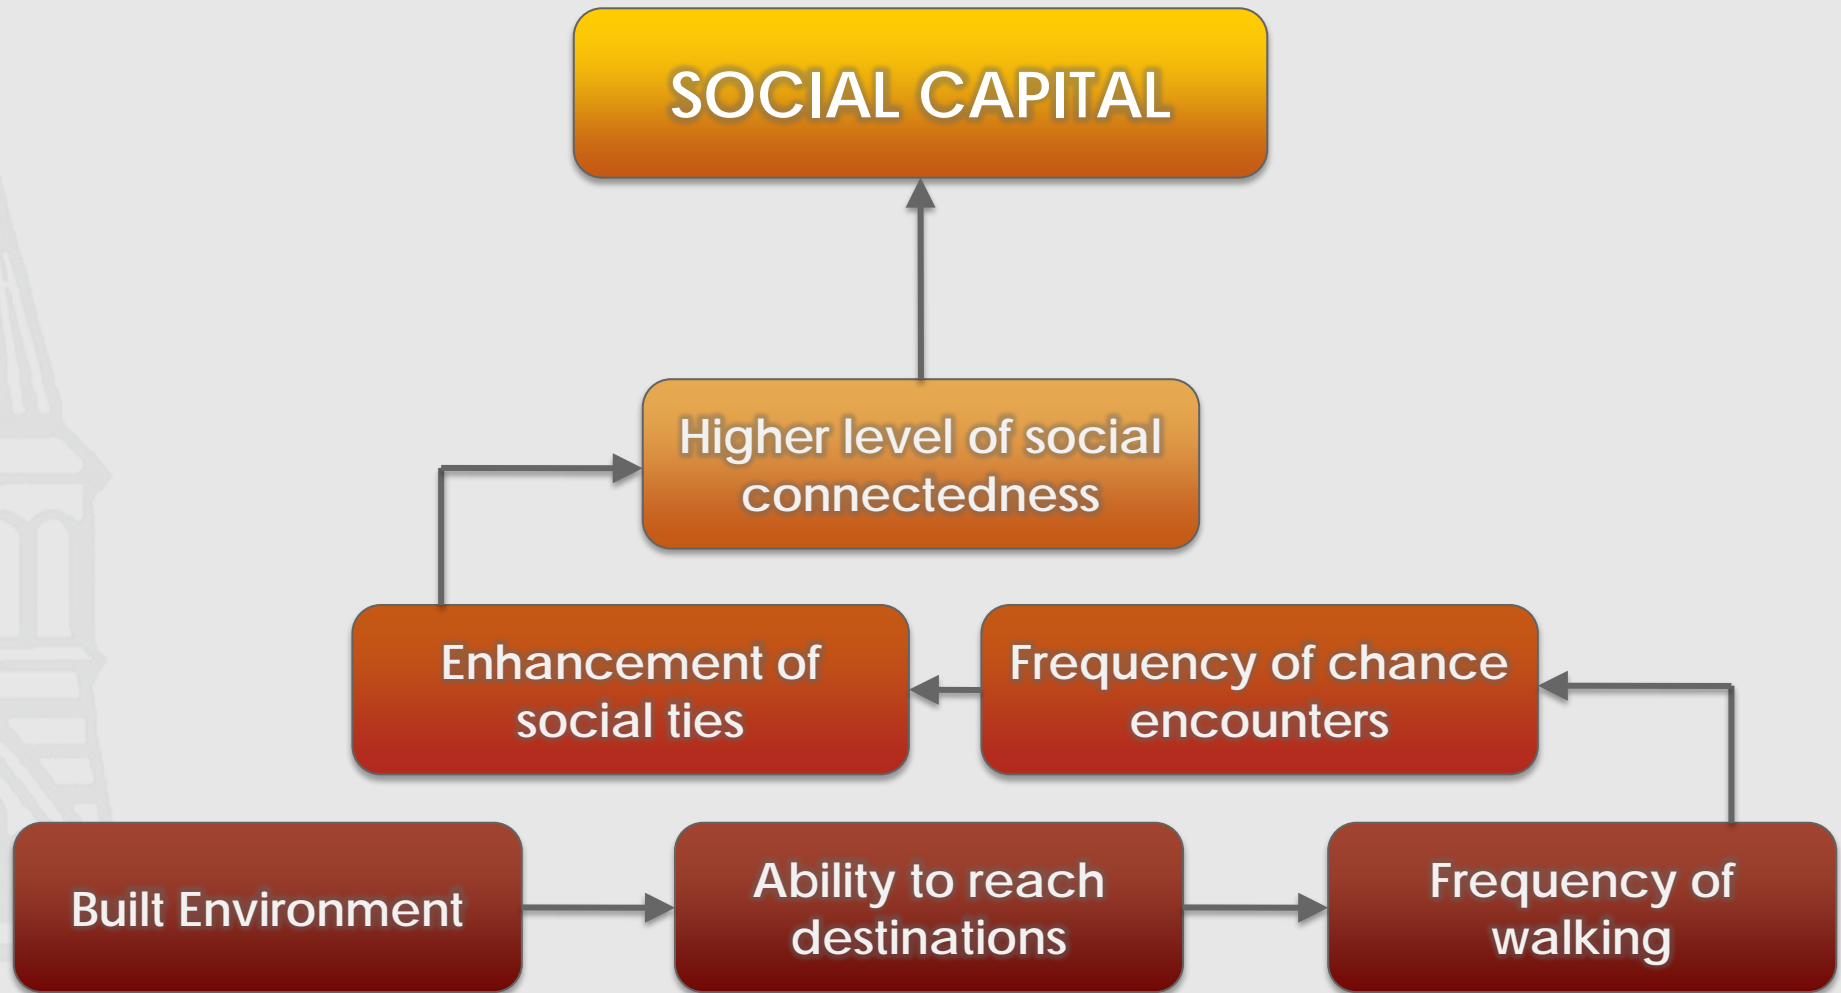 SOCIAL CAPITAL
Higher level of social
connectedness
Enhancement of
social ties
Frequency of chance
encounters
Built Environment
Ability to reach
destinations
Frequency of
walking